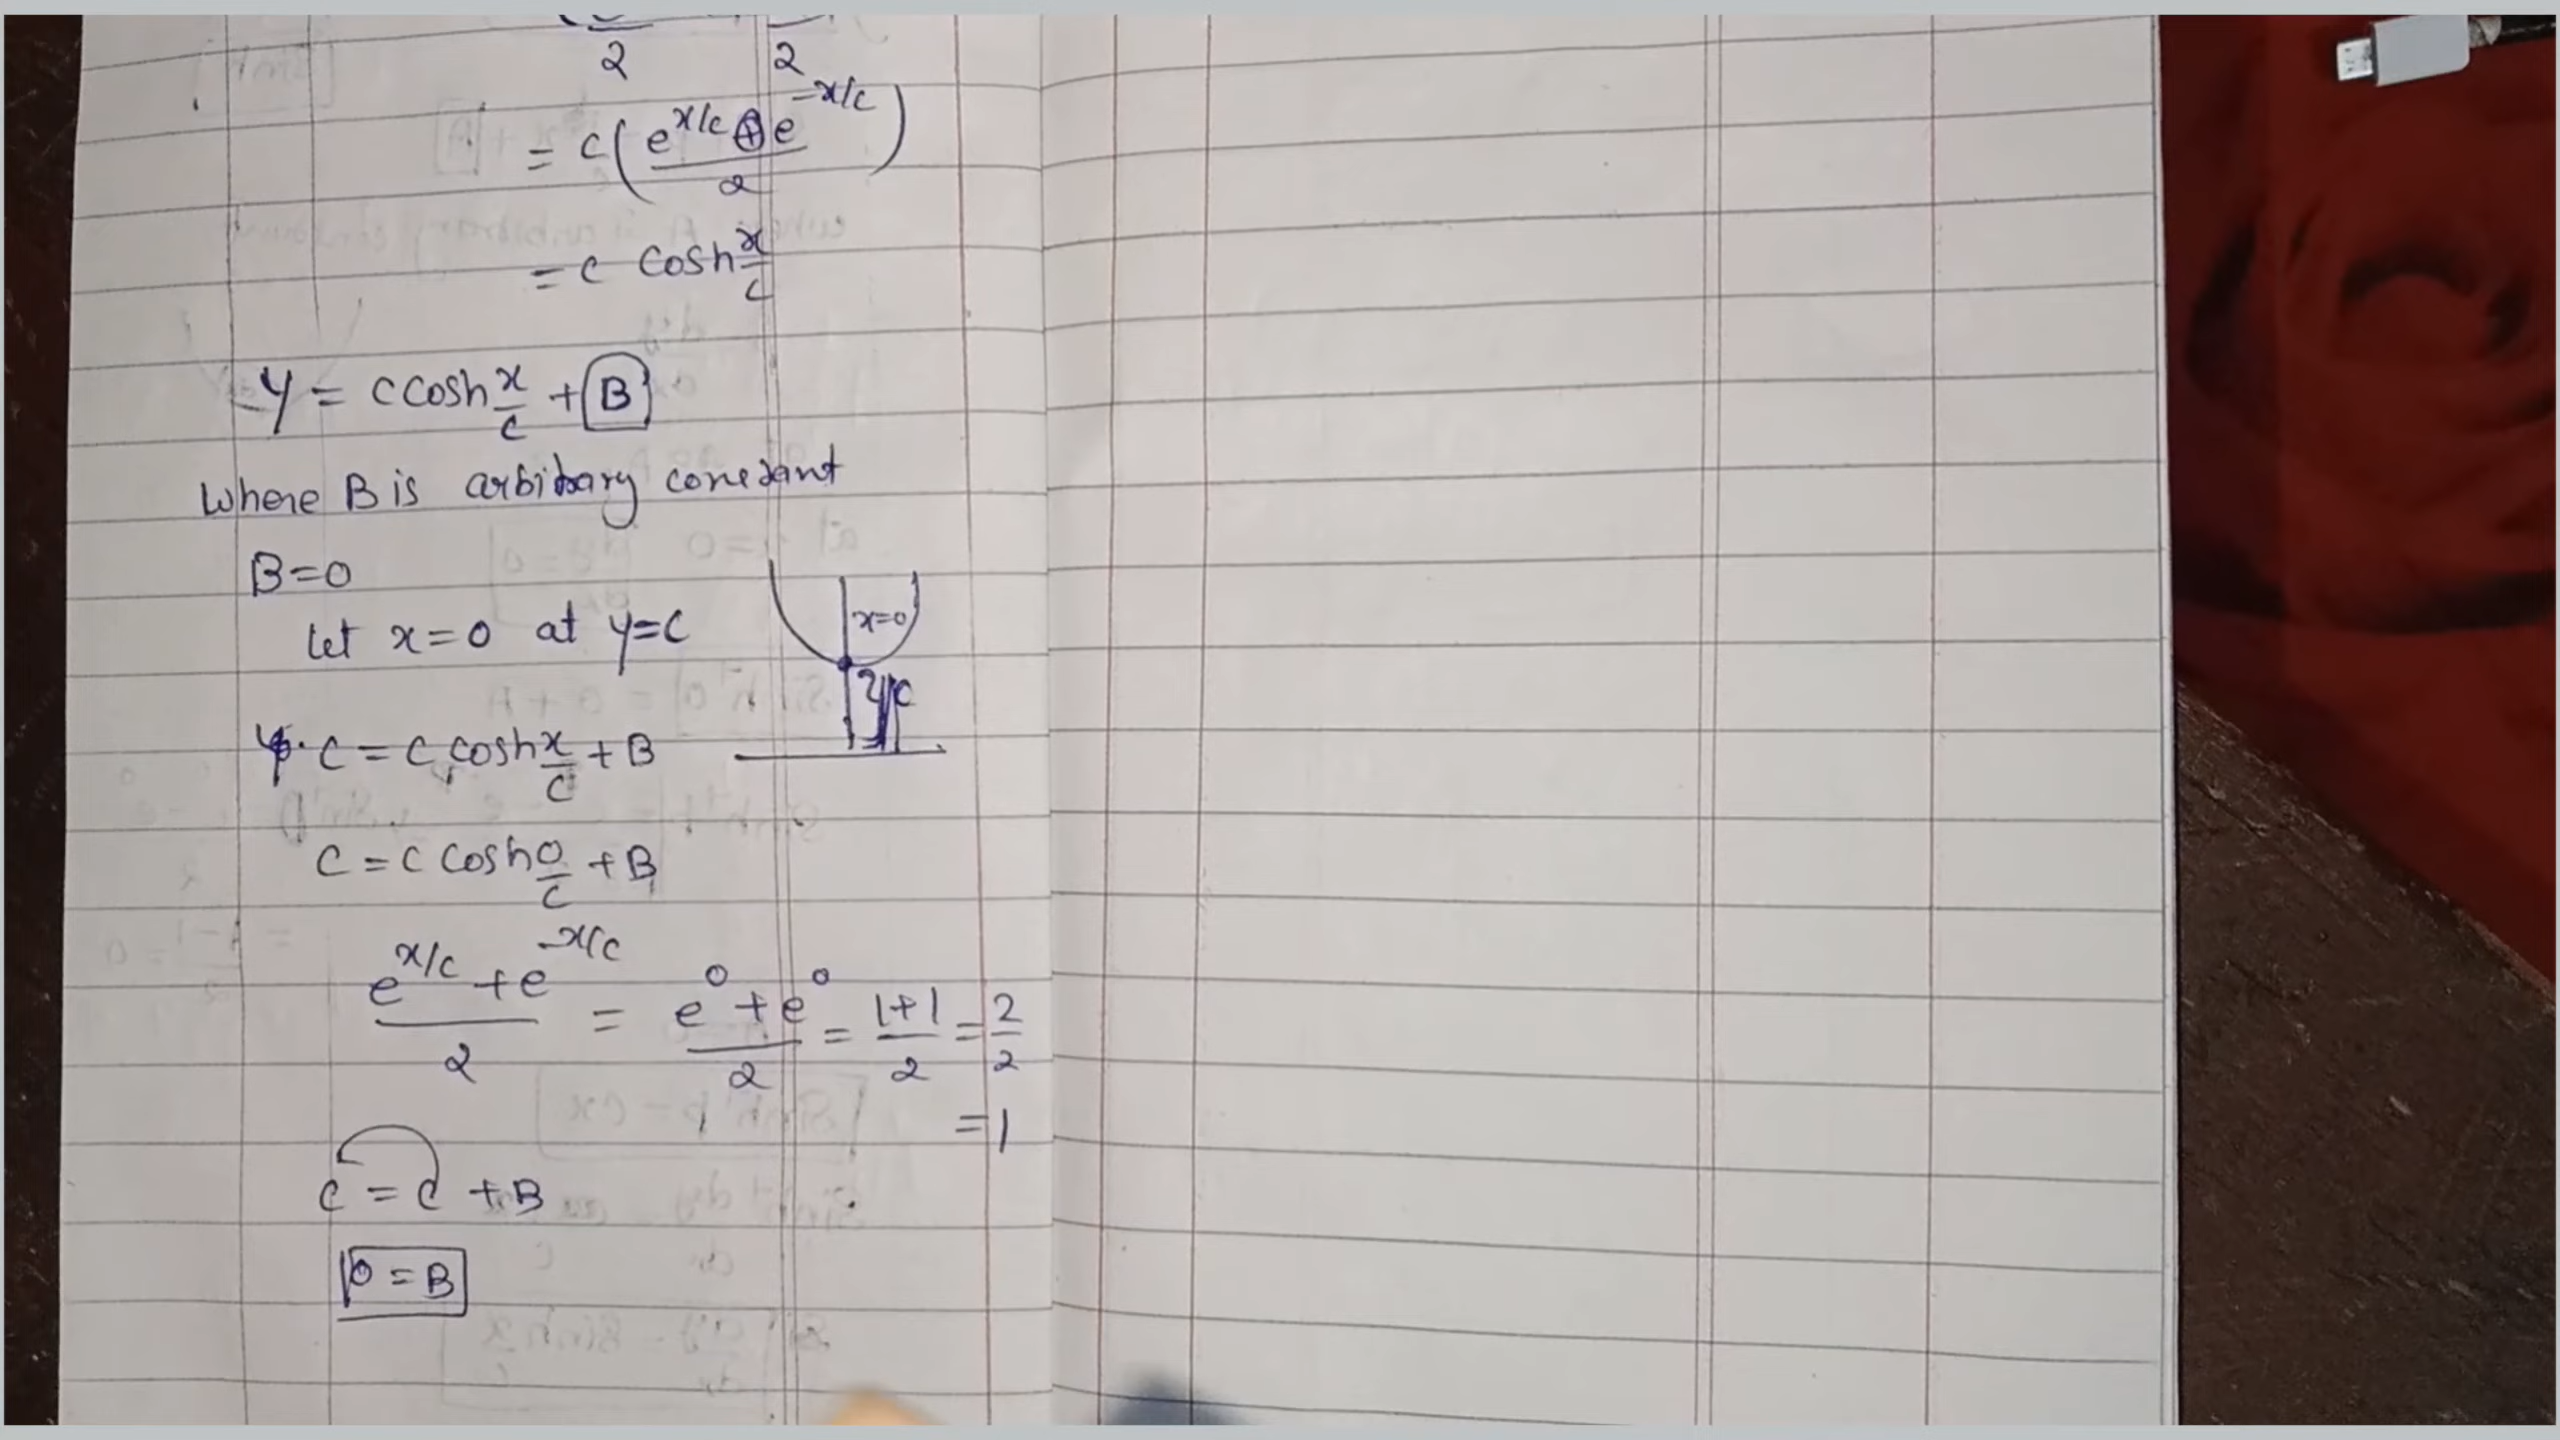 2 2
= c( e^x/c + e^-x/c / 2 )
= c cosh x/c
y = c cosh x/c + B
where B is arbitary constant
B=0
let x=0 at y=c
x=0
c = c cosh x/c + B
c = c cosh 0/c + B
e^x/c + e^-x/c / 2 = e^0 + e^0 / 2 = 1+1 / 2 = 2/2
= 1
c = c + B
0 = B